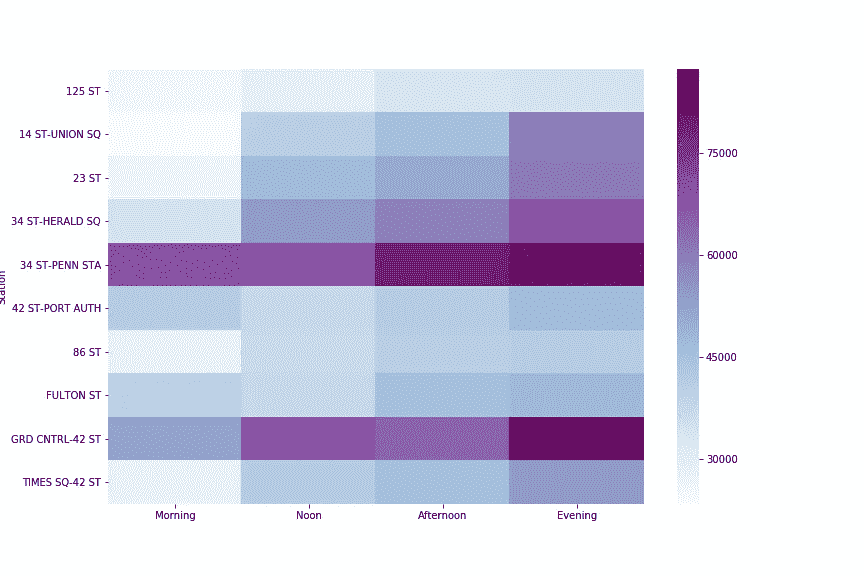 125 ST
14 ST-UNION SQ
23 ST
34 ST-HERALD SQ
34 ST-PENN STA
42 ST-PORT AUTH
86 ST
FULTON ST
GRD CNTRL-42 ST
TIMES SQ-42 ST
Station
Morning Noon Afternoon Evening
75000
60000
45000
30000